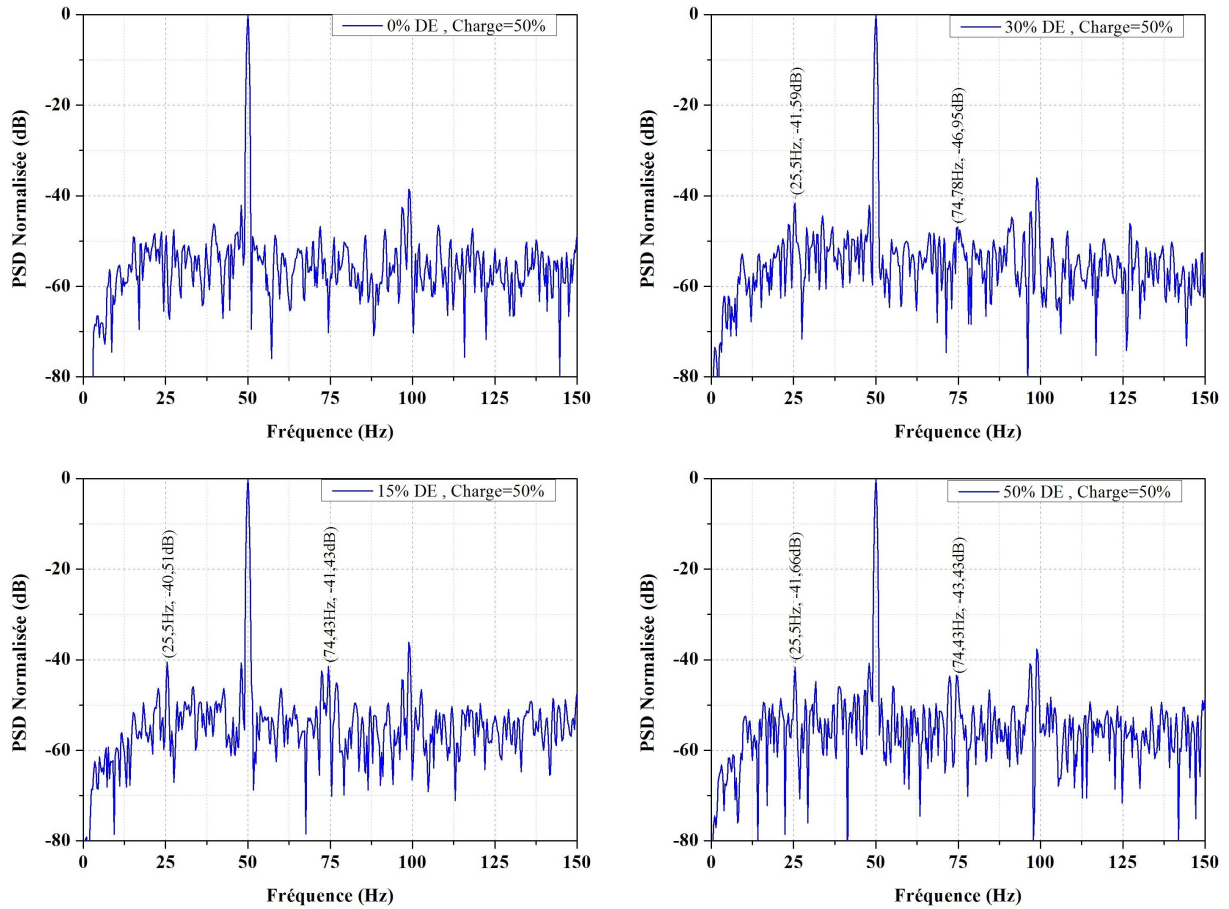 0% DE , Charge=50%
PSD Normalisée (dB)
0
-20
-40
-60
-80
0 25 50 75 100 125 150
Fréquence (Hz)
30% DE , Charge=50%
(25,5Hz, -41,59dB)
(74,78Hz, -46,95dB)
PSD Normalisée (dB)
0
-20
-40
-60
-80
0 25 50 75 100 125 150
Fréquence (Hz)
15% DE , Charge=50%
(25,5Hz, -40,51dB)
(74,43Hz, -41,43dB)
PSD Normalisée (dB)
0
-20
-40
-60
-80
0 25 50 75 100 125 150
Fréquence (Hz)
50% DE , Charge=50%
(25,5Hz, -41,66dB)
(74,43Hz, -43,43dB)
PSD Normalisée (dB)
0
-20
-40
-60
-80
0 25 50 75 100 125 150
Fréquence (Hz)